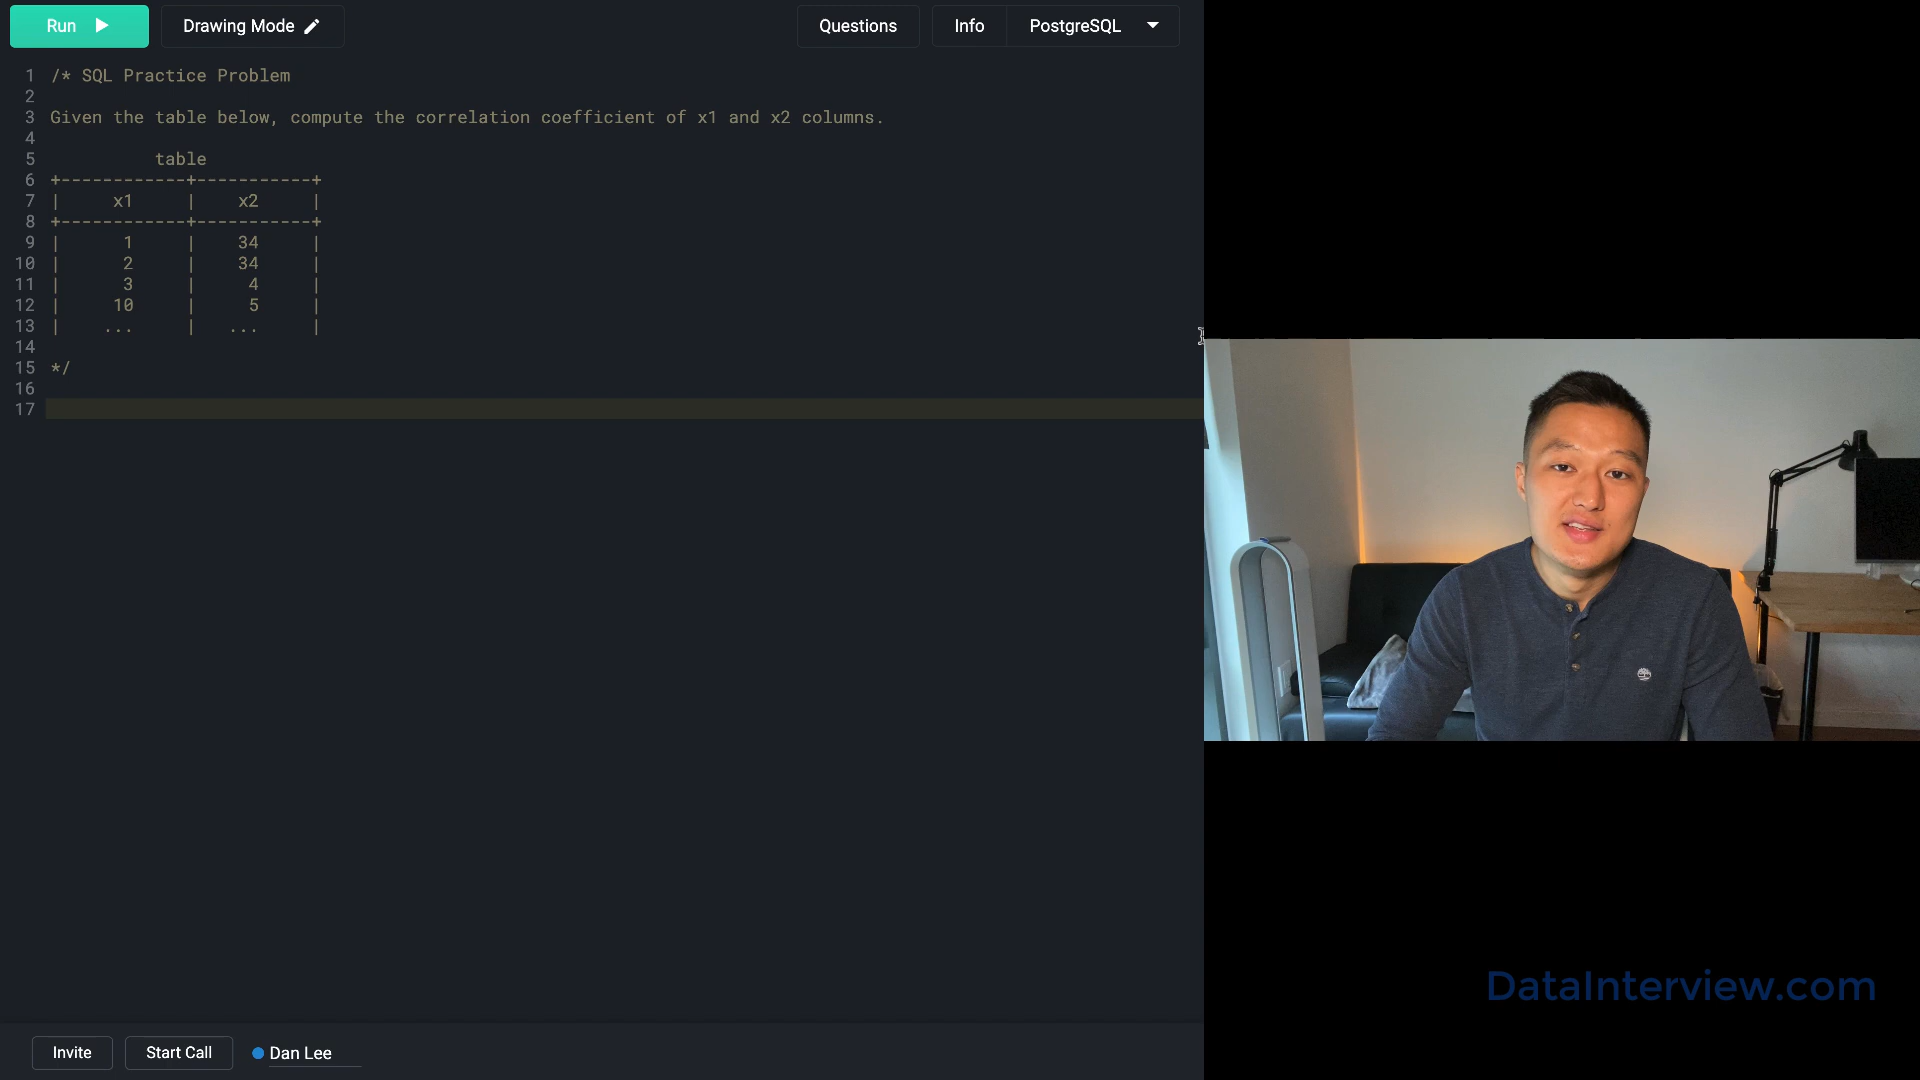 Run
Drawing Mode
Questions
Info
PostgreSQL
1 /* SQL Practice Problem
2
3 Given the table below, compute the correlation coefficient of x1 and x2 columns.
4
5 table
6 +------------+-----------+
7 | x1 | x2 |
8 +------------+-----------+
9 | 1 | 34 |
10 | 2 | 34 |
11 | 3 | 4 |
12 | 10 | 5 |
13 | ... | ... |
14
15 */
16
17
DataInterview.com
Invite
Start Call
Dan Lee